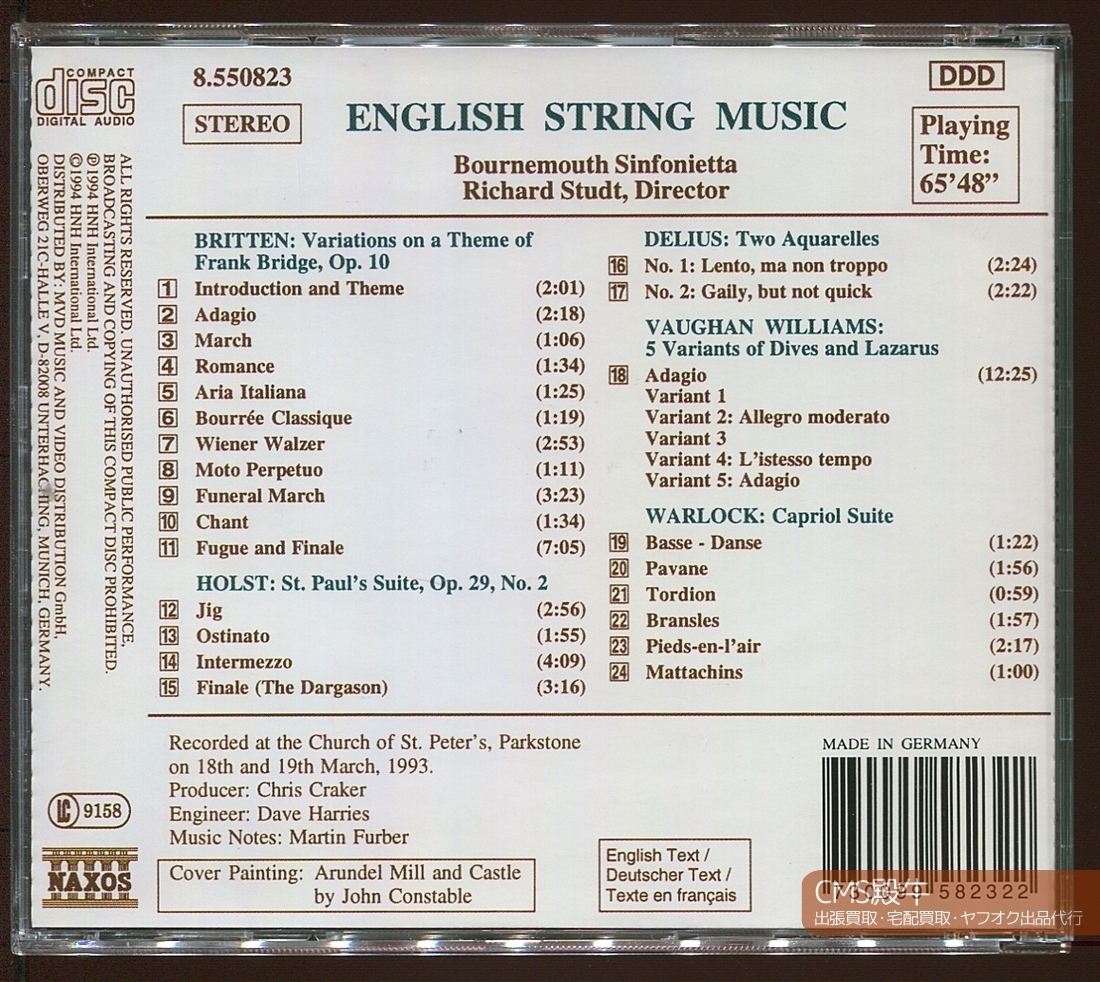 COMPACT
disc
DIGITAL AUDIO
8.550823
STEREO
ENGLISH STRING MUSIC
Bournemouth Sinfonietta
Richard Studt, Director
DDD
Playing
Time:
65'48”
ALL RIGHTS RESERVED. UNAUTHORISED PUBLIC PERFORMANCE,
BROADCASTING AND COPYING OF THIS COMPACT DISC PROHIBITED.
℗ 1994 HNH International Ltd.
© 1994 HNH International Ltd.
DISTRIBUTED BY: MVD MUSIC AND VIDEO DISTRIBUTION GmbH,
OBERWEG 21C-HALLE V, D-82008 UNTERHACHING, MUNICH, GERMANY.
BRITTEN: Variations on a Theme of
Frank Bridge, Op. 10
1 Introduction and Theme (2:01)
2 Adagio (2:18)
3 March (1:06)
4 Romance (1:34)
5 Aria Italiana (1:25)
6 Bourrée Classique (1:19)
7 Wiener Walzer (2:53)
8 Moto Perpetuo (1:11)
9 Funeral March (3:23)
10 Chant (1:34)
11 Fugue and Finale (7:05)
HOLST: St. Paul's Suite, Op. 29, No. 2
12 Jig (2:56)
13 Ostinato (1:55)
14 Intermezzo (4:09)
15 Finale (The Dargason) (3:16)
DELIUS: Two Aquarelles
16 No. 1: Lento, ma non troppo (2:24)
17 No. 2: Gaily, but not quick (2:22)
VAUGHAN WILLIAMS:
5 Variants of Dives and Lazarus
18 Adagio (12:25)
Variant 1
Variant 2: Allegro moderato
Variant 3
Variant 4: L'istesso tempo
Variant 5: Adagio
WARLOCK: Capriol Suite
19 Basse - Danse (1:22)
20 Pavane (1:56)
21 Tordion (0:59)
22 Bransles (1:57)
23 Pieds-en-l'air (2:17)
24 Mattachins (1:00)
Recorded at the Church of St. Peter's, Parkstone
on 18th and 19th March, 1993.
Producer: Chris Craker
Engineer: Dave Harries
Music Notes: Martin Furber
Cover Painting: Arundel Mill and Castle
by John Constable
LC 9158
NAXOS
English Text /
Deutscher Text /
Texte en français
MADE IN GERMANY
582322
CMS殿午
出張買取・宅配買取・ヤフオク出品代行